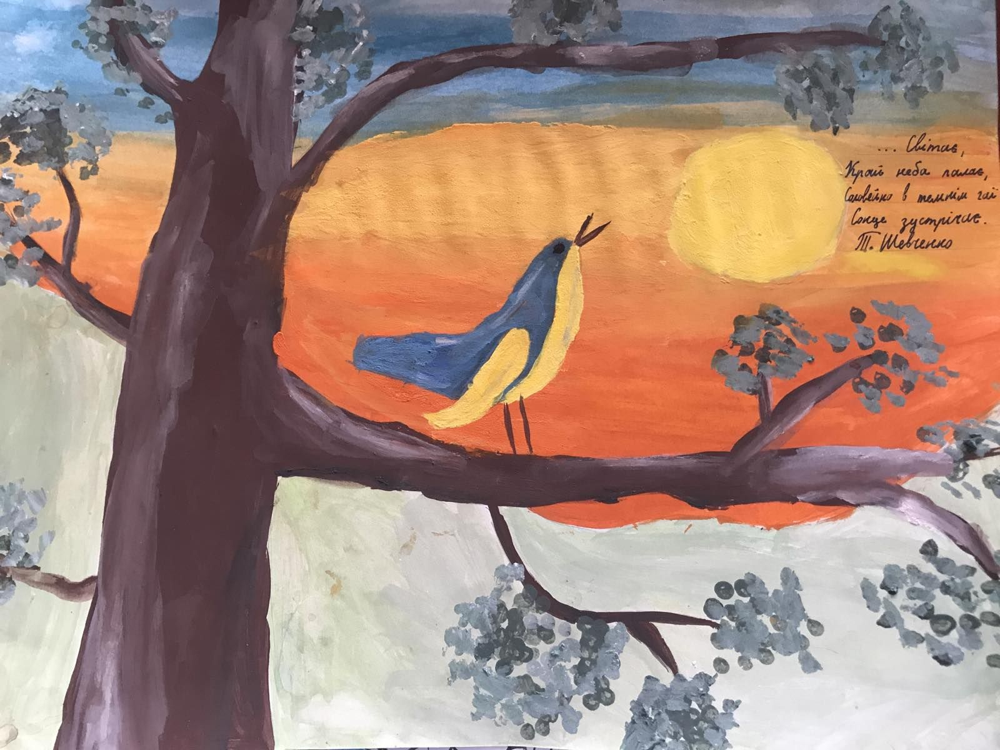 ... Світає,
Край неба палає,
Соловейко в темнім гаї
Сонце зустрічає.
Т. Шевченко